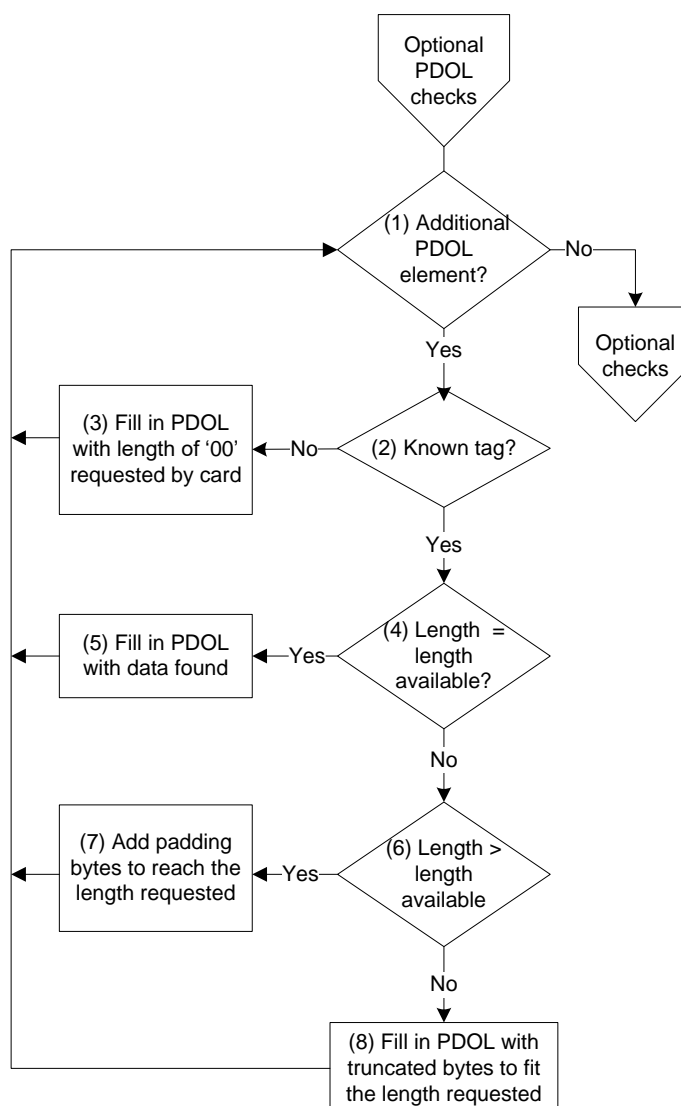 Optional
PDOL
checks
(1) Additional
PDOL
element?
No
Optional
checks
Yes
(2) Known tag?
No
(3) Fill in PDOL
with length of ‘00’
requested by card
Yes
(4) Length  =
length
available?
Yes
(5) Fill in PDOL
with data found
No
(6) Length >
length
available
Yes
(7) Add padding
bytes to reach the
length requested
No
(8) Fill in PDOL with
truncated bytes to fit
the length requested